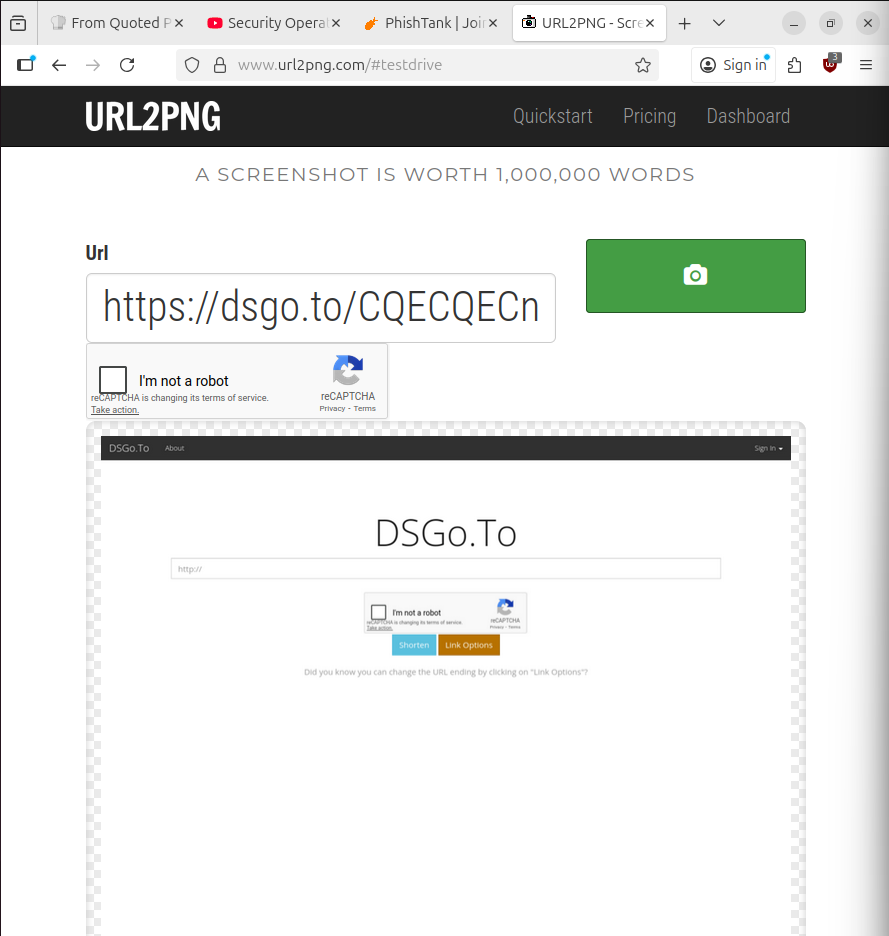 From Quoted P
Security Opera
PhishTank | Joi
URL2PNG - Scre
www.url2png.com/#testdrive
Sign in
3
URL2PNG
Quickstart
Pricing
Dashboard
A SCREENSHOT IS WORTH 1,000,000 WORDS
Url
https://dsgo.to/CQECQECn
I'm not a robot
reCAPTCHA
reCAPTCHA is changing its terms of service.
Take action.
Privacy - Terms
DSGo.To
About
Sign In
DSGo.To
http://
I'm not a robot
reCAPTCHA
reCAPTCHA is changing its terms of service.
Take action.
Privacy - Terms
Shorten
Link Options
Did you know you can change the URL ending by clicking on "Link Options"?